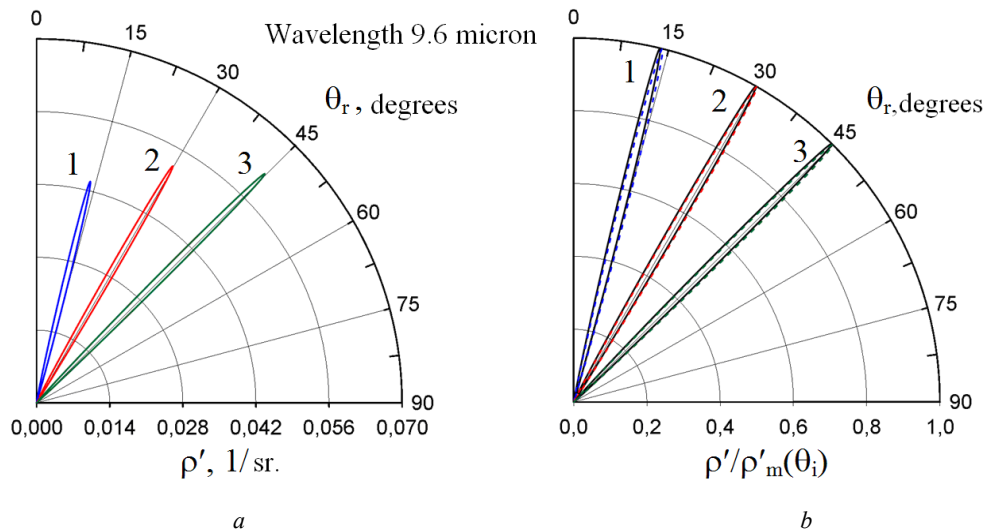 Wavelength 9.6 micron
0
15
30
45
60
75
90
θr , degrees
1
2
3
0,000 0,014 0,028 0,042 0,056 0,070
ρ′, 1/sr.
a
0
15
30
45
60
75
90
θr,degrees
1
2
3
0,0 0,2 0,4 0,6 0,8 1,0
ρ′/ρ′m(θi)
b